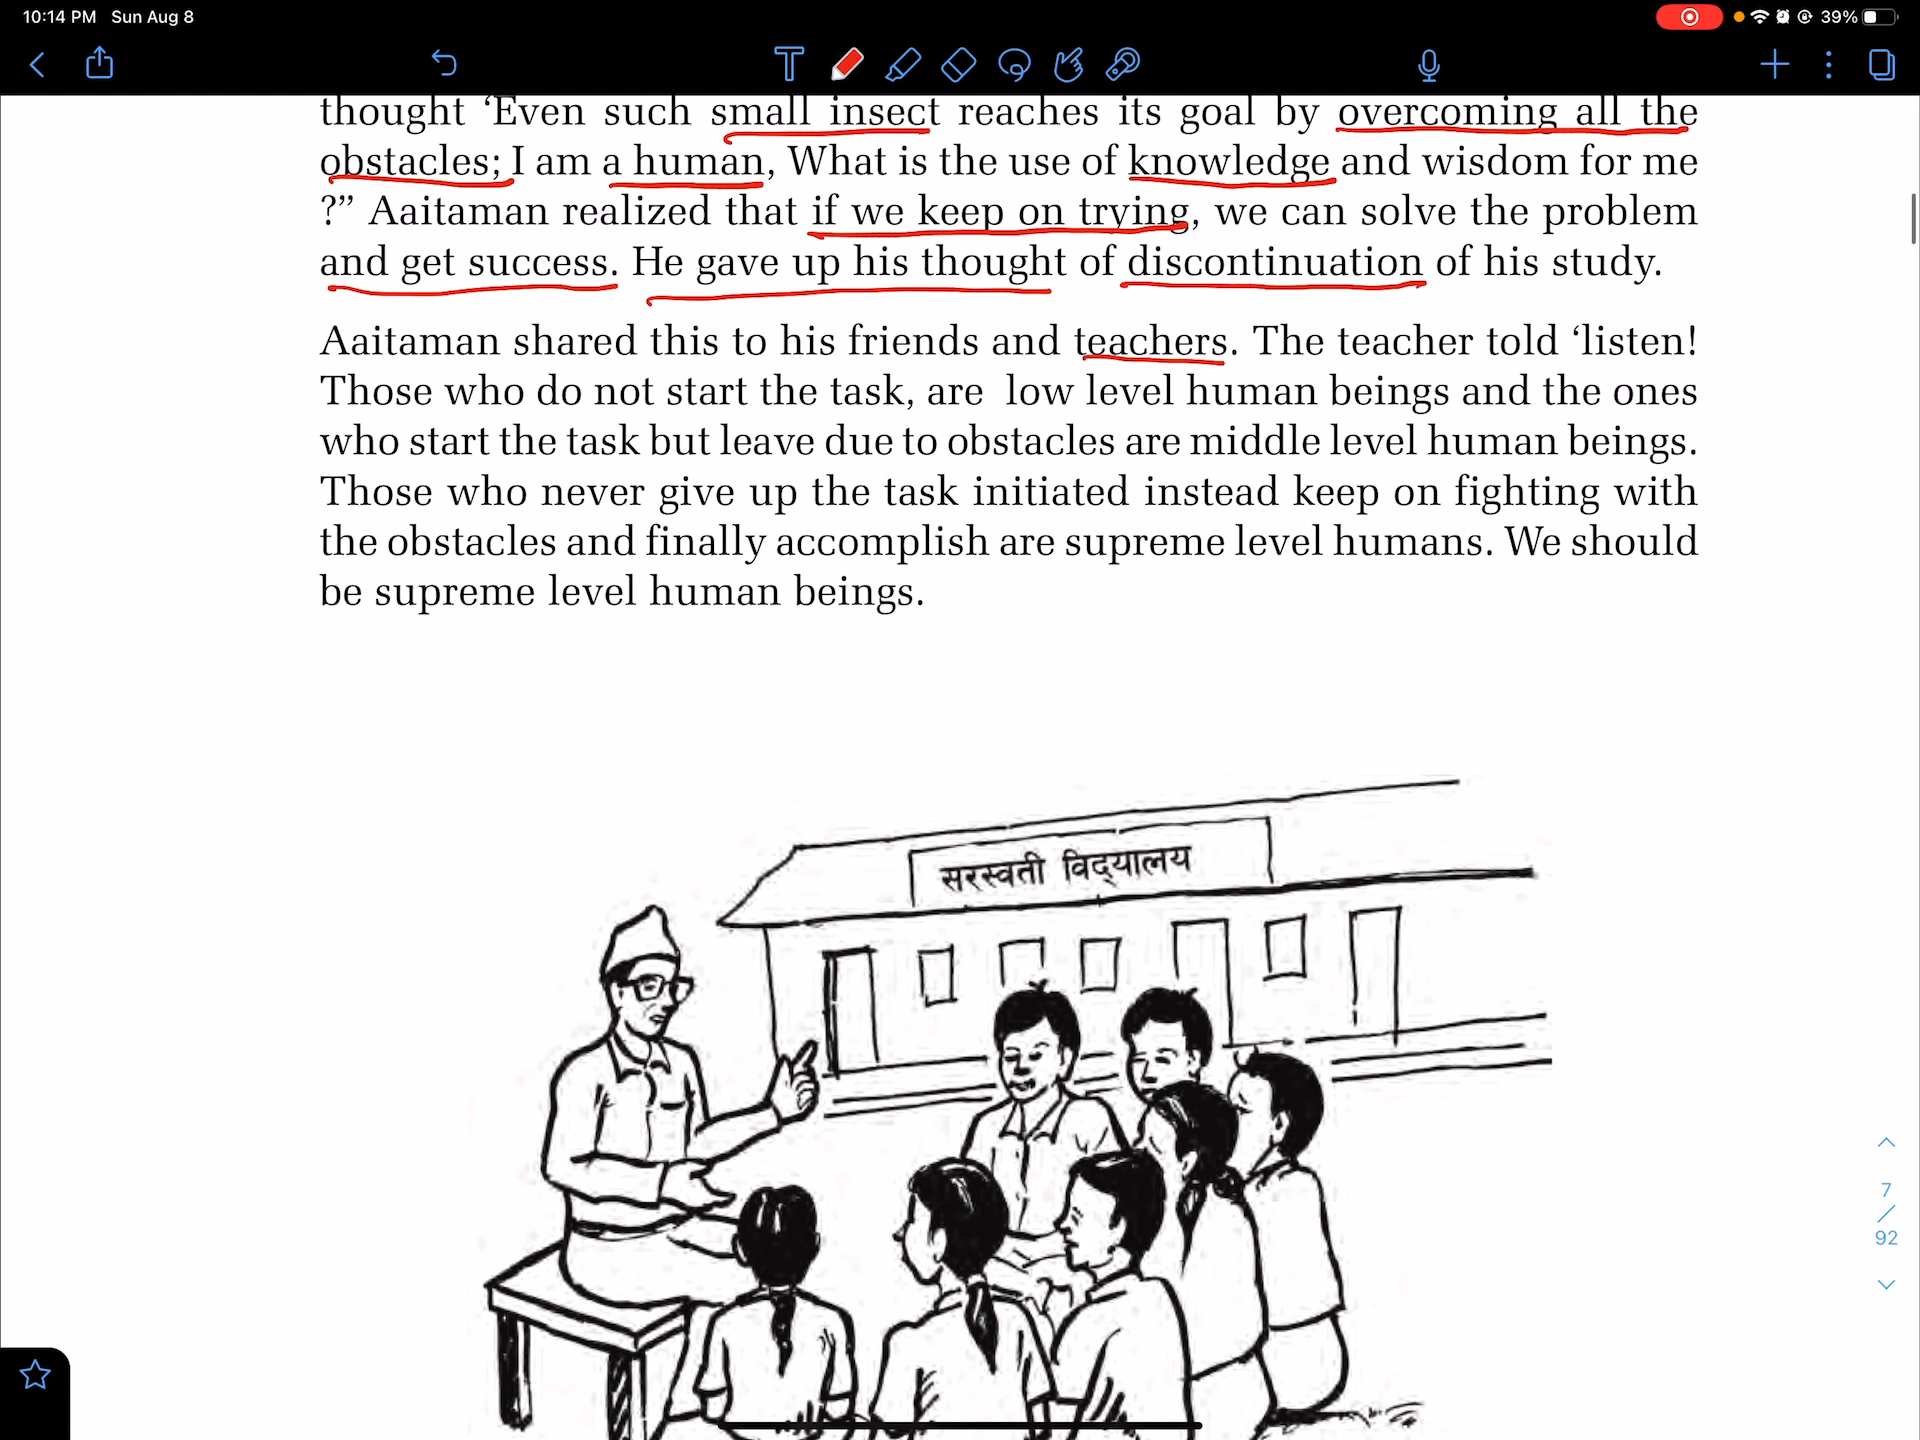 10:14 PM Sun Aug 8
39%
thought ‘Even such small insect reaches its goal by overcoming all the
obstacles; I am a human, What is the use of knowledge and wisdom for me
?” Aaitaman realized that if we keep on trying, we can solve the problem
and get success. He gave up his thought of discontinuation of his study.
Aaitaman shared this to his friends and teachers. The teacher told ‘listen!
Those who do not start the task, are low level human beings and the ones
who start the task but leave due to obstacles are middle level human beings.
Those who never give up the task initiated instead keep on fighting with
the obstacles and finally accomplish are supreme level humans. We should
be supreme level human beings.
सरस्वती विद्यालय
7
/
92